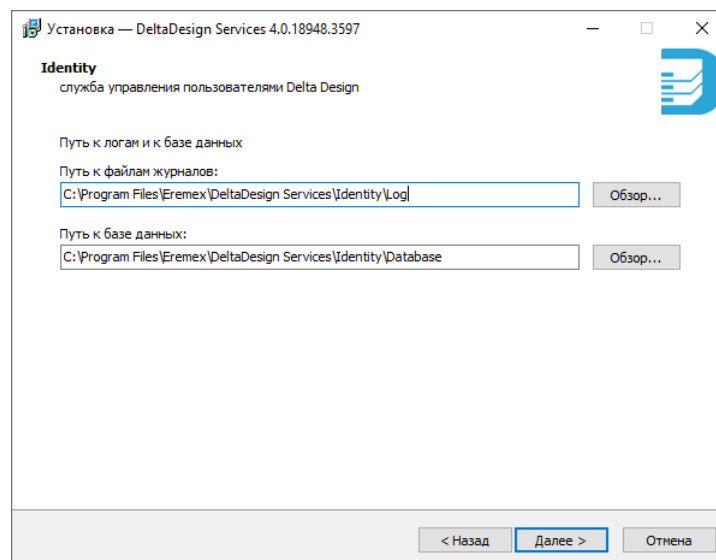 Установка — DeltaDesign Services 4.0.18948.3597
Identity
служба управления пользователями Delta Design
Путь к логам и к базе данных
Путь к файлам журналов:
C:\Program Files\Eremex\DeltaDesign Services\Identity\Log
Обзор...
Путь к базе данных:
C:\Program Files\Eremex\DeltaDesign Services\Identity\Database
Обзор...
< Назад
Далее >
Отмена